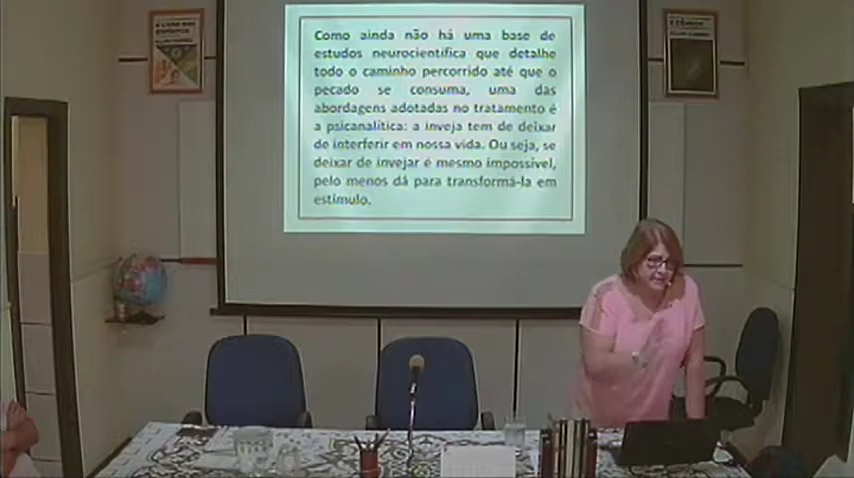 Como ainda não há uma base de
estudos neurocientífica que detalhe
todo o caminho percorrido até que o
pecado se consuma, uma das
abordagens adotadas no tratamento é
a psicanalítica: a inveja tem de deixar
de interferir em nossa vida. Ou seja, se
deixar de invejar é mesmo impossível,
pelo menos dá para transformá-la em
estímulo.